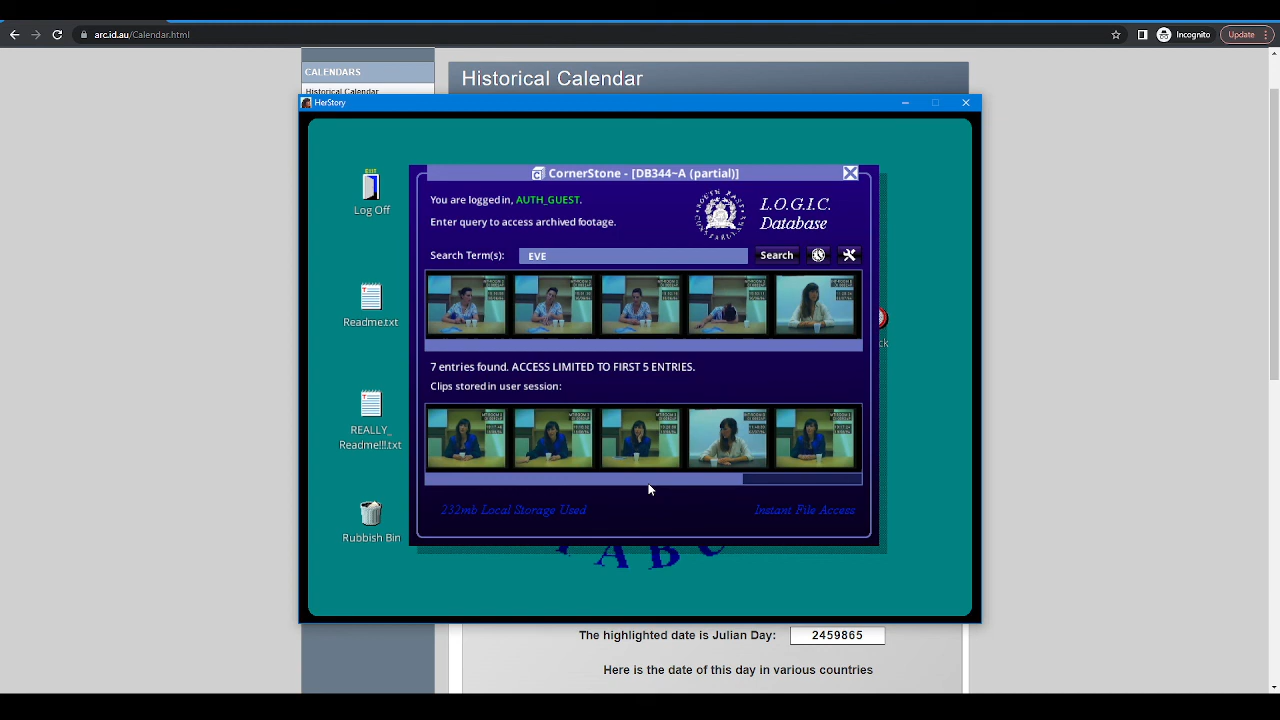 arc.id.au/Calendar.html
Incognito
Update
CALENDARS
Historical Calendar
Historical Calendar
HerStory
CornerStone - [DB344~A (partial)]
You are logged in, AUTH_GUEST.
Enter query to access archived footage.
L.O.G.I.C.
Database
EXIT
Log Off
Search Term(s):
EVE
Search
Readme.txt
7 entries found. ACCESS LIMITED TO FIRST 5 ENTRIES.
Clips stored in user session:
REALLY_
Readme!!!.txt
232mb Local Storage Used
Instant File Access
Rubbish Bin
The highlighted date is Julian Day:
2459865
Here is the date of this day in various countries